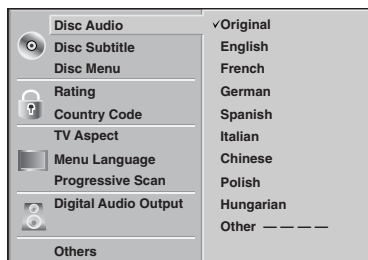 Disc Audio
Disc Subtitle
Disc Menu
Rating
Country Code
TV Aspect
Menu Language
Progressive Scan
Digital Audio Output
Others
✓Original
English
French
German
Spanish
Italian
Chinese
Polish
Hungarian
Other — — — —